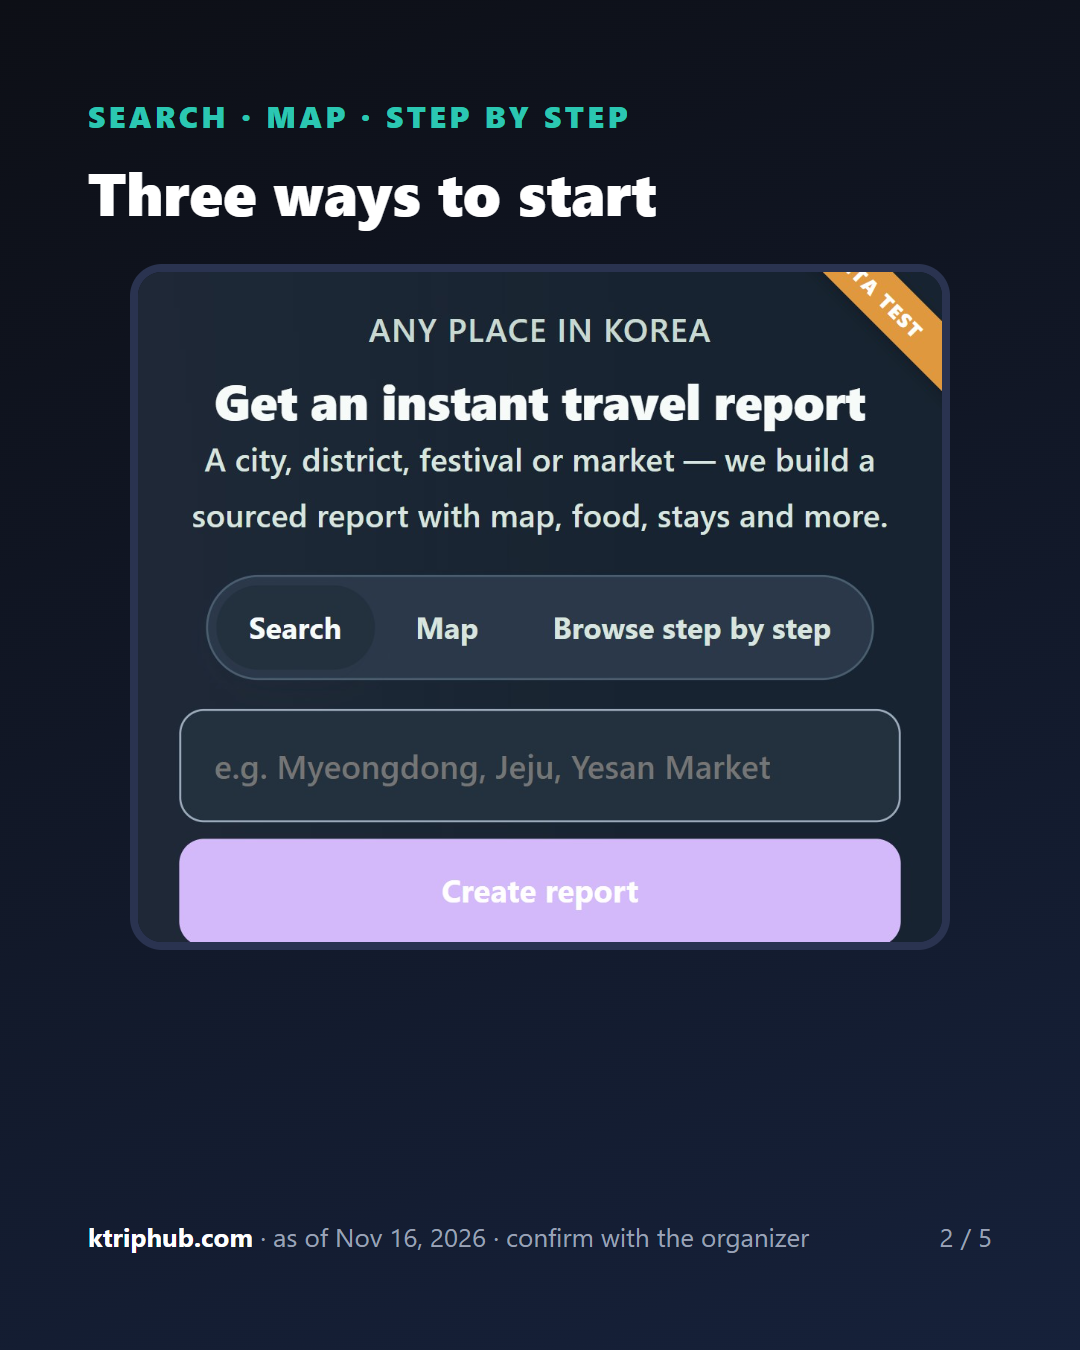 SEARCH · MAP · STEP BY STEP
Three ways to start
TA TEST
ANY PLACE IN KOREA
Get an instant travel report
A city, district, festival or market — we build a
sourced report with map, food, stays and more.
Search Map Browse step by step
e.g. Myeongdong, Jeju, Yesan Market
Create report
ktriphub.com · as of Nov 16, 2026 · confirm with the organizer 2 / 5